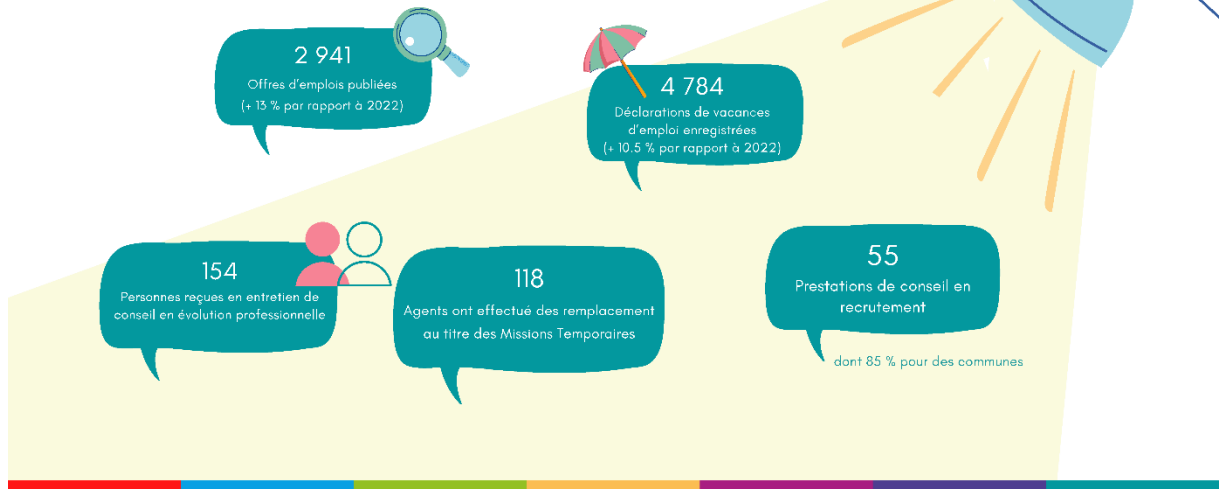 2 941
Offres d'emplois publiées
(+ 13 % par rapport à 2022)
4 784
Déclarations de vacances
d'emploi enregistrées
(+ 10.5 % par rapport à 2022)
154
Personnes reçues en entretien de
conseil en évolution professionnelle
118
Agents ont effectué des remplacement
au titre des Missions Temporaires
55
Prestations de conseil en
recrutement
dont 85 % pour des communes